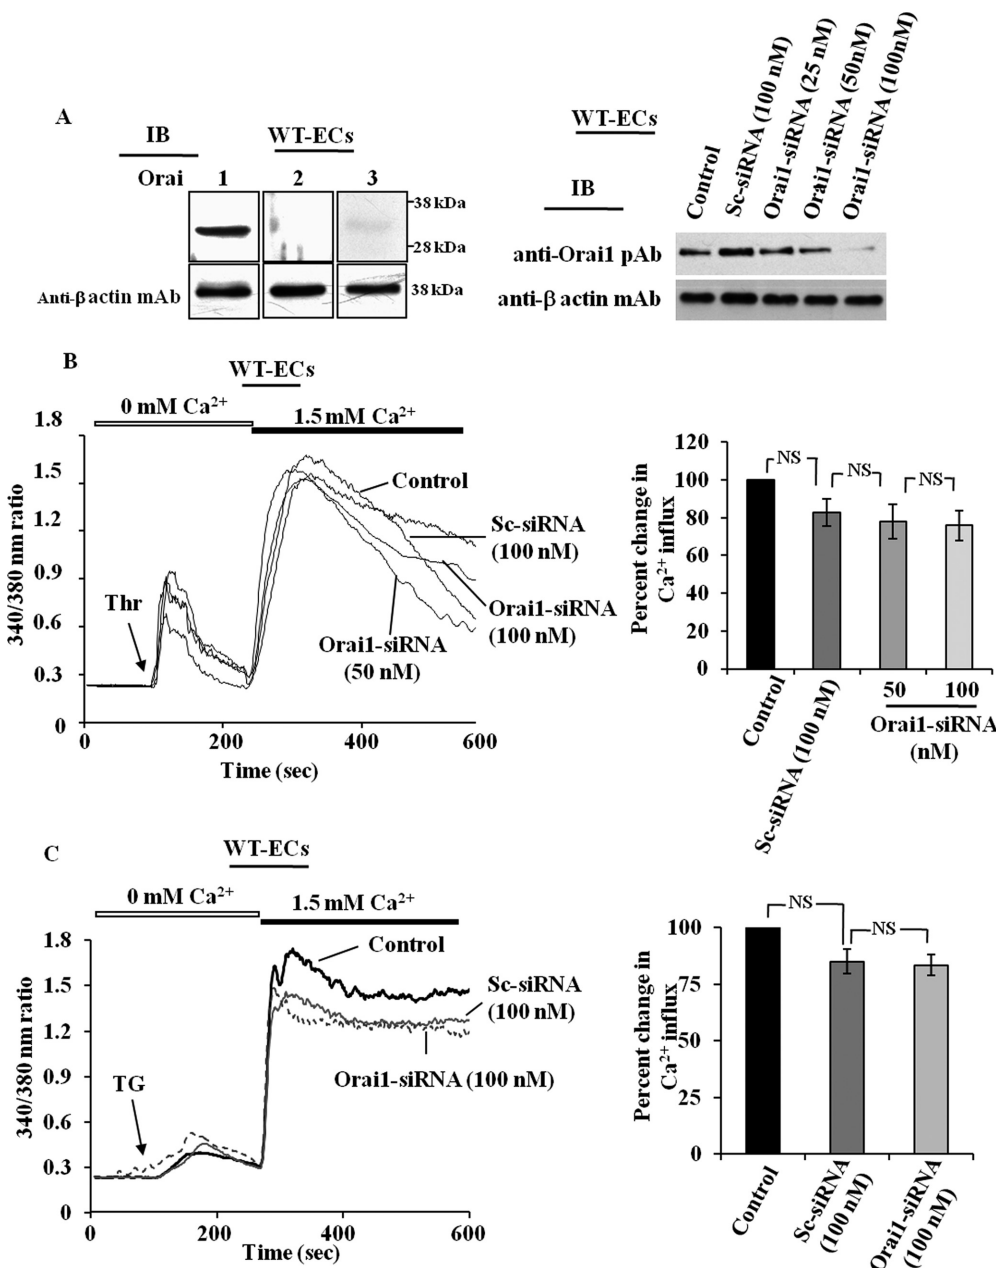 A
IB
WT-ECs
Orai 1 2 3
38 kDa
28 kDa
Anti-β actin mAb
38 kDa
WT-ECs
IB
Control
Sc-siRNA (100 nM)
Orai1-siRNA (25 nM)
Orai1-siRNA (50nM)
Orai1-siRNA (100nM)
anti-Orai1 pAb
anti-β actin mAb
B
WT-ECs
0 mM Ca²⁺
1.5 mM Ca²⁺
340/380 nm ratio
1.8
1.5
1.2
0.9
0.6
0.3
0
Thr
Control
Sc-siRNA
(100 nM)
Orai1-siRNA
(100 nM)
Orai1-siRNA
(50 nM)
0 200 400 600
Time (sec)
Percent change in
Ca²⁺ influx
120
100
80
60
40
20
0
NS
NS
NS
Control
Sc-siRNA (100 nM)
50 100
Orai1-siRNA
(nM)
C
WT-ECs
0 mM Ca²⁺
1.5 mM Ca²⁺
340/380 nm ratio
1.8
1.5
1.2
0.9
0.6
0.3
0
TG
Control
Sc-siRNA
(100 nM)
Orai1-siRNA (100 nM)
0 200 400 600
Time (sec)
Percent change in
Ca²⁺ influx
100
75
50
25
0
NS
NS
Control
Sc-siRNA
(100 nM)
Orai1-siRNA
(100 nM)